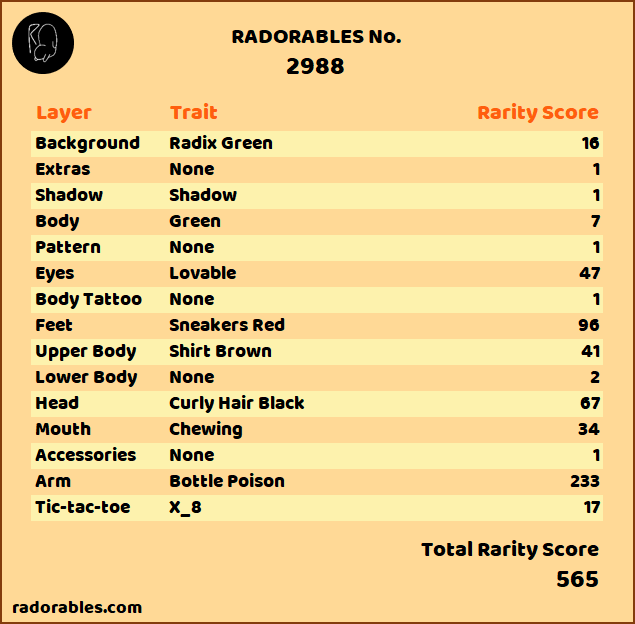 RADORABLES No.
2988
Layer Trait Rarity Score
Background Radix Green 16
Extras None 1
Shadow Shadow 1
Body Green 7
Pattern None 1
Eyes Lovable 47
Body Tattoo None 1
Feet Sneakers Red 96
Upper Body Shirt Brown 41
Lower Body None 2
Head Curly Hair Black 67
Mouth Chewing 34
Accessories None 1
Arm Bottle Poison 233
Tic-tac-toe X_8 17
Total Rarity Score
565
radorables.com